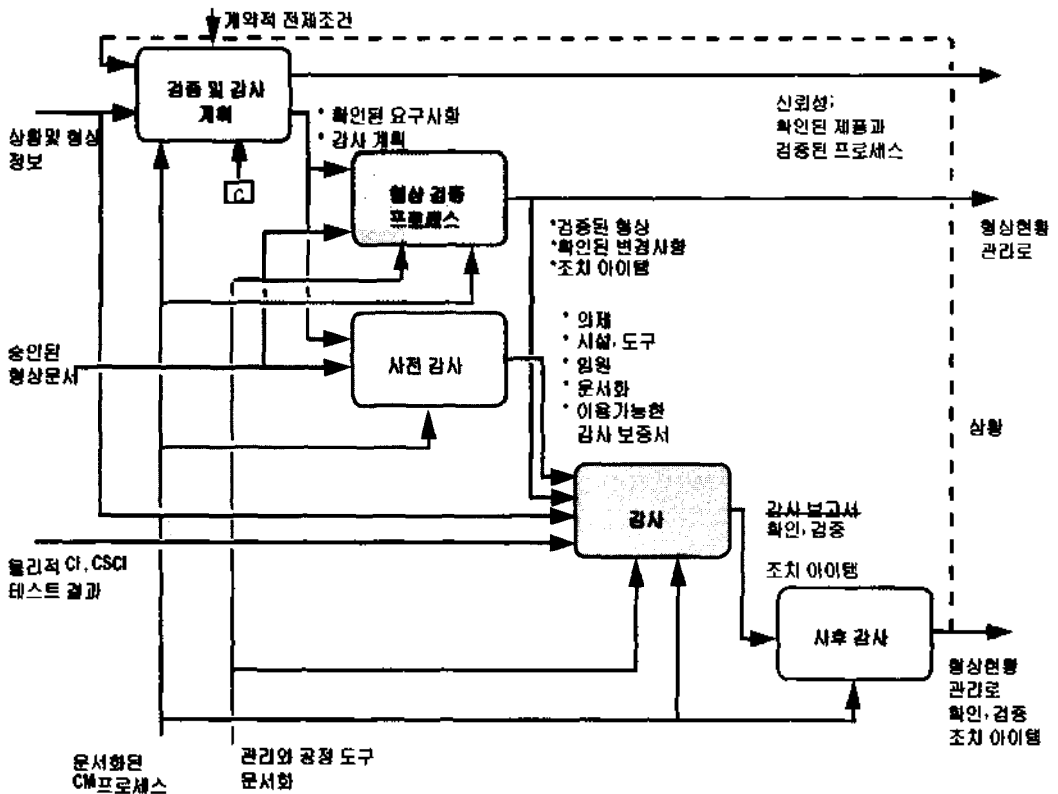 계약적 전제조건
검증 및 감사
계획
상황및 형상
정보
C
* 확인된 요구사항
* 감사 계획
신뢰성;
확인된 제품과
검증된 프로세스
형상 검증
프로세스
*검증된 형상
*확인된 변경사항
*조치 아이템
형상현황
관리로
승인된
형상문서
사전 감사
* 의제
* 시설, 도구
* 임원
* 문서화
* 이용가능한
감사 보증서
상황
감사
감사 보고서
확인, 검증
조치 아이템
물리적 CI, CSCI
테스트 결과
사후 감사
형상현황
관리로
확인, 검증
조치 아이템
문서화된
CM프로세스
관리와 공정 도구
문서화